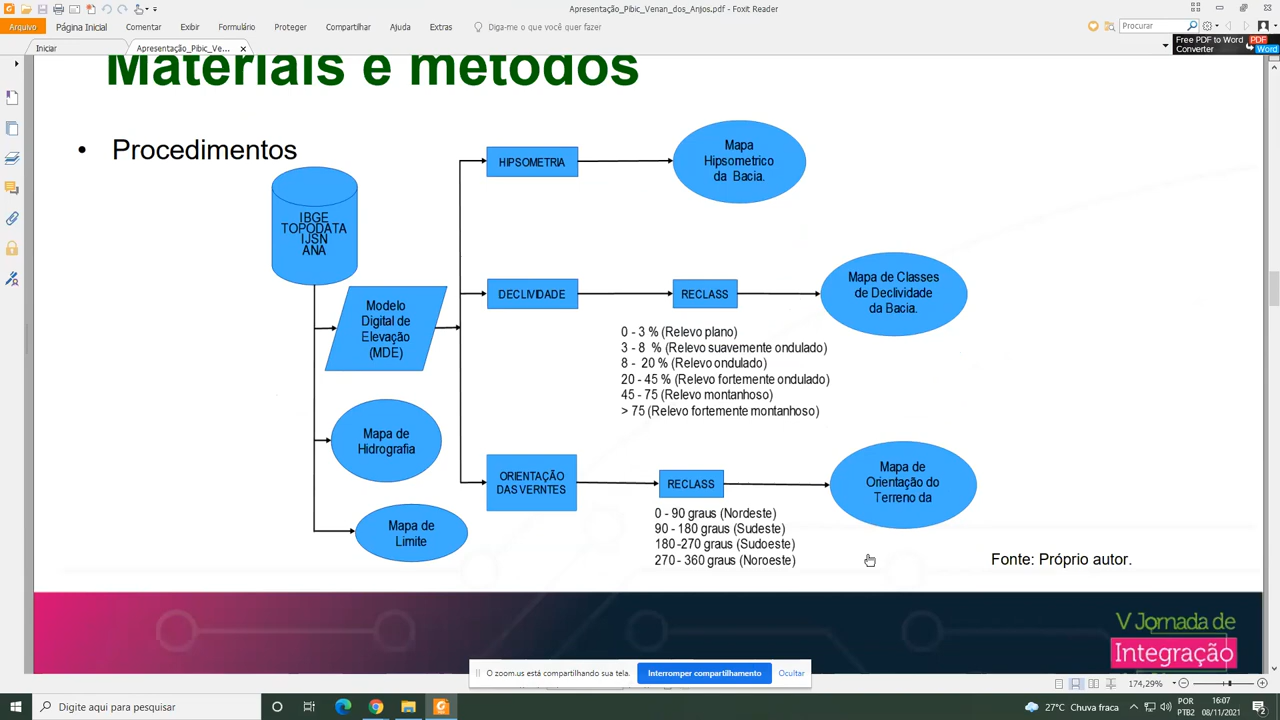 Apresentação_Pibic_Venan_dos_Anjos.pdf - Foxit Reader
Arquivo
Página Inicial
Comentar
Exibir
Formulário
Proteger
Compartilhar
Ajuda
Extras
Diga-me o que você quer fazer
Procurar
Iniciar
Apresentação_Pibic_Ve...
Free PDF to Word
Converter
PDF
Word
Materiais e métodos
• Procedimentos
IBGE
TOPODATA
IJSN
ANA
Modelo
Digital de
Elevação
(MDE)
Mapa de
Hidrografia
Mapa de
Limite
HIPSOMETRIA
Mapa
Hipsometrico
da Bacia.
DECLIVIDADE
RECLASS
Mapa de Classes
de Declividade
da Bacia.
0 - 3 % (Relevo plano)
3 - 8 % (Relevo suavemente ondulado)
8 - 20 % (Relevo ondulado)
20 - 45 % (Relevo fortemente ondulado)
45 - 75 (Relevo montanhoso)
> 75 (Relevo fortemente montanhoso)
ORIENTAÇÃO
DAS VERNTES
RECLASS
Mapa de
Orientação do
Terreno da
0 - 90 graus (Nordeste)
90 - 180 graus (Sudeste)
180 -270 graus (Sudoeste)
270 - 360 graus (Noroeste)
Fonte: Próprio autor.
V Jornada de
Integração
O zoom.us está compartilhando sua tela.
Interromper compartilhamento
Ocultar
174,29%
Digite aqui para pesquisar
27°C Chuva fraca
POR
PTB2
16:07
08/11/2021
2